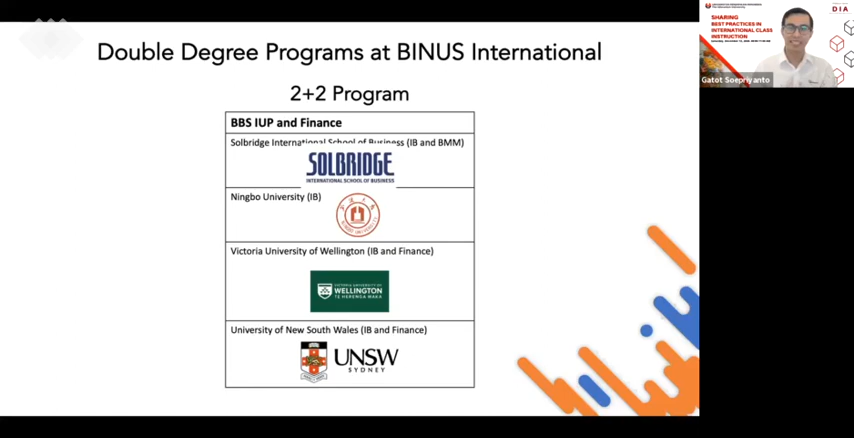 Double Degree Programs at BINUS International
2+2 Program
BBS IUP and Finance
Solbridge International School of Business (IB and BMM)
SOLBRIDGE
INTERNATIONAL SCHOOL OF BUSINESS
Ningbo University (IB)
Victoria University of Wellington (IB and Finance)
VICTORIA UNIVERSITY OF
WELLINGTON
TE HERENGA WAKA
University of New South Wales (IB and Finance)
UNSW
SYDNEY
DIA
SHARING
BEST PRACTICES IN
INTERNATIONAL CLASS
INSTRUCTION
Gatot Soepriyanto